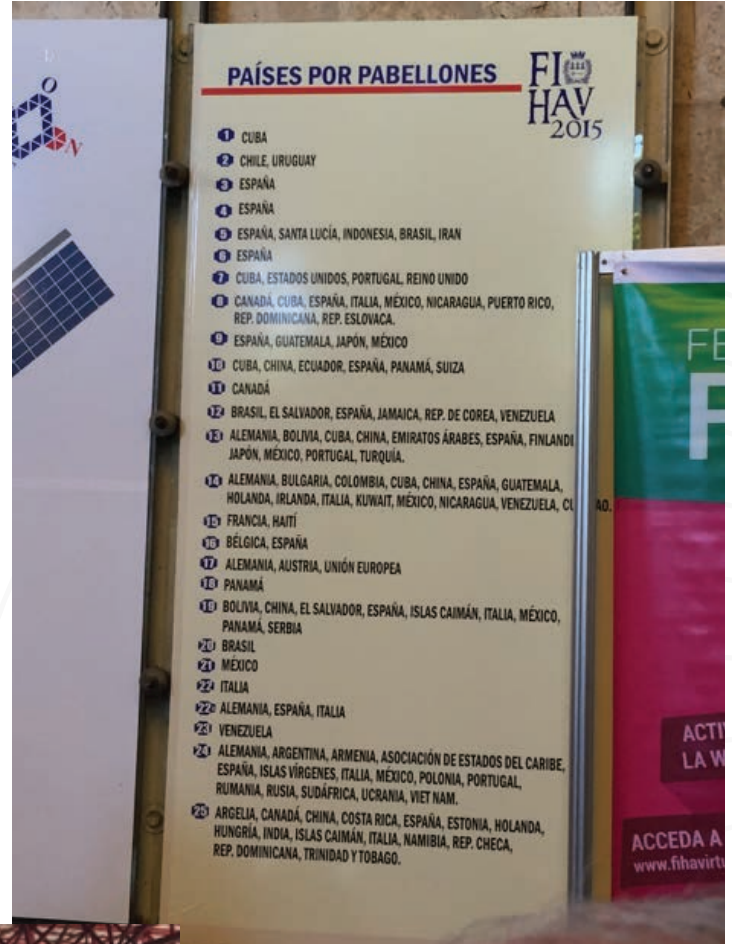 O
N
PAÍSES POR PABELLONES
FI
HAV
2015
1 CUBA
2 CHILE, URUGUAY
3 ESPAÑA
4 ESPAÑA
5 ESPAÑA, SANTA LUCÍA, INDONESIA, BRASIL, IRAN
6 ESPAÑA
7 CUBA, ESTADOS UNIDOS, PORTUGAL, REINO UNIDO
8 CANADÁ, CUBA, ESPAÑA, ITALIA, MÉXICO, NICARAGUA, PUERTO RICO,
REP. DOMINICANA, REP. ESLOVACA.
9 ESPAÑA, GUATEMALA, JAPÓN, MÉXICO
10 CUBA, CHINA, ECUADOR, ESPAÑA, PANAMÁ, SUIZA
11 CANADÁ
12 BRASIL, EL SALVADOR, ESPAÑA, JAMAICA, REP. DE COREA, VENEZUELA
13 ALEMANIA, BOLIVIA, CUBA, CHINA, EMIRATOS ÁRABES, ESPAÑA, FINLANDI
JAPÓN, MÉXICO, PORTUGAL, TURQUÍA.
14 ALEMANIA, BULGARIA, COLOMBIA, CUBA, CHINA, ESPAÑA, GUATEMALA,
HOLANDA, IRLANDA, ITALIA, KUWAIT, MÉXICO, NICARAGUA, VENEZUELA, CU AO.
15 FRANCIA, HAITÍ
16 BÉLGICA, ESPAÑA
17 ALEMANIA, AUSTRIA, UNIÓN EUROPEA
18 PANAMÁ
19 BOLIVIA, CHINA, EL SALVADOR, ESPAÑA, ISLAS CAIMÁN, ITALIA, MÉXICO,
PANAMÁ, SERBIA
20 BRASIL
21 MÉXICO
22 ITALIA
ALEMANIA, ESPAÑA, ITALIA
23 VENEZUELA
24 ALEMANIA, ARGENTINA, ARMENIA, ASOCIACIÓN DE ESTADOS DEL CARIBE,
ESPAÑA, ISLAS VÍRGENES, ITALIA, MÉXICO, POLONIA, PORTUGAL,
RUMANIA, RUSIA, SUDÁFRICA, UCRANIA, VIET NAM.
25 ARGELIA, CANADÁ, CHINA, COSTA RICA, ESPAÑA, ESTONIA, HOLANDA,
HUNGRÍA, INDIA, ISLAS CAIMÁN, ITALIA, NAMIBIA, REP. CHECA,
REP. DOMINICANA, TRINIDAD Y TOBAGO.
FE
F
ACTI
LA W
ACCEDA A
www.fihavirtu